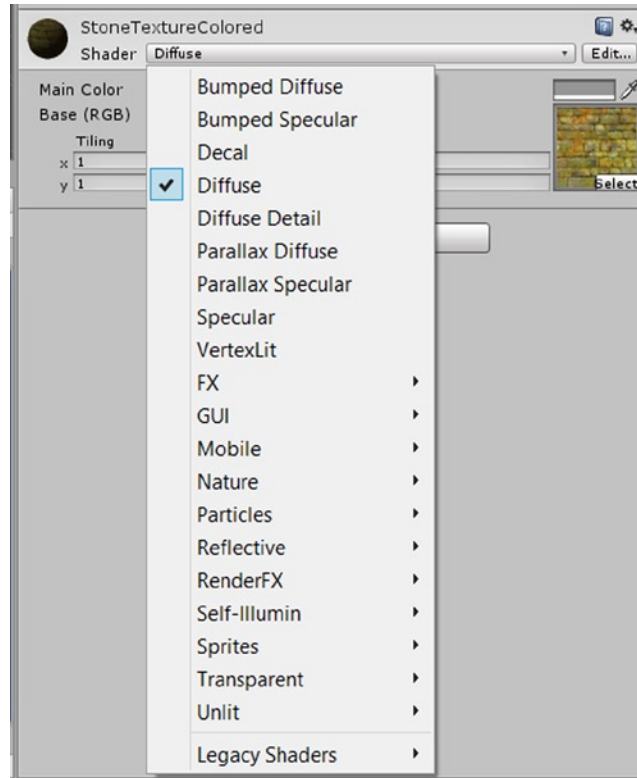 StoneTextureColored
Shader Diffuse Edit...
Main Color
Base (RGB)
Tiling
x 1
y 1
Select
Bumped Diffuse
Bumped Specular
Decal
Diffuse
Diffuse Detail
Parallax Diffuse
Parallax Specular
Specular
VertexLit
FX
GUI
Mobile
Nature
Particles
Reflective
RenderFX
Self-Illumin
Sprites
Transparent
Unlit
Legacy Shaders